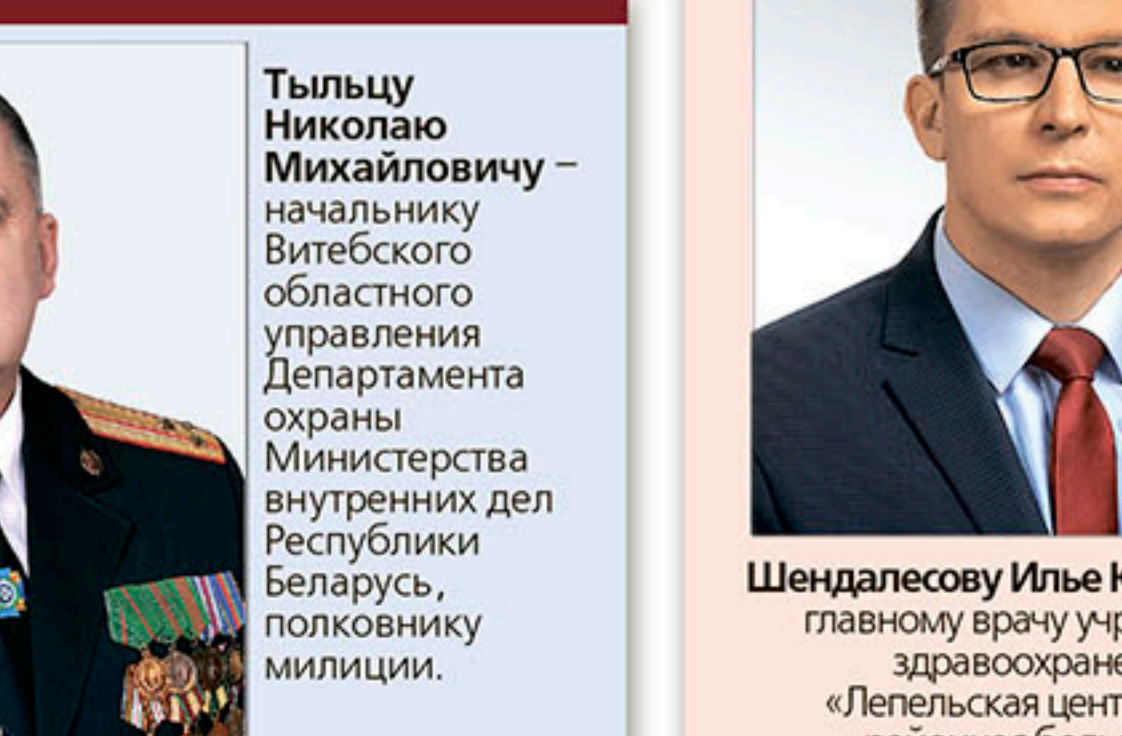 Тыльцу
Николаю
Михайловичу –
начальнику
Витебского
областного
управления
Департамента
охраны
Министерства
внутренних дел
Республики
Беларусь,
полковнику
милиции.
Шендалесову Илье
главному врачу
«Лепельская